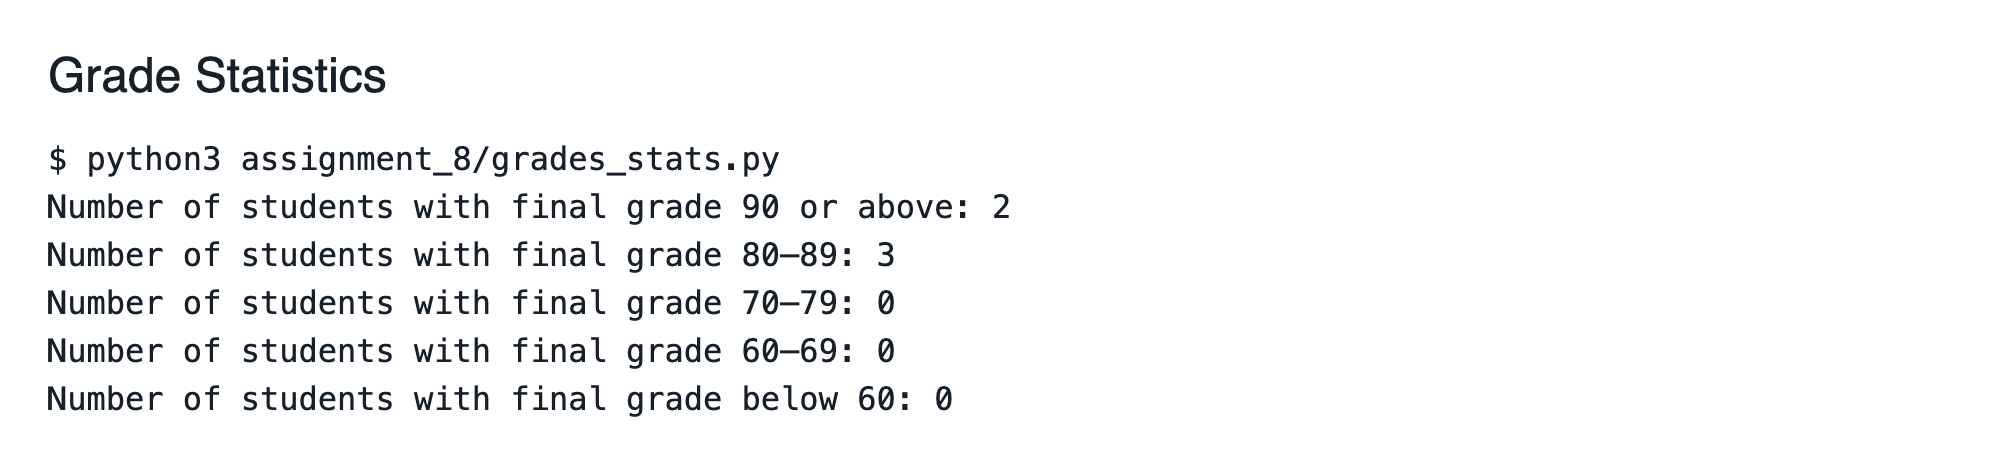 Grade Statistics
$ python3 assignment_8/grades_stats.py
Number of students with final grade 90 or above: 2
Number of students with final grade 80–89: 3
Number of students with final grade 70–79: 0
Number of students with final grade 60–69: 0
Number of students with final grade below 60: 0